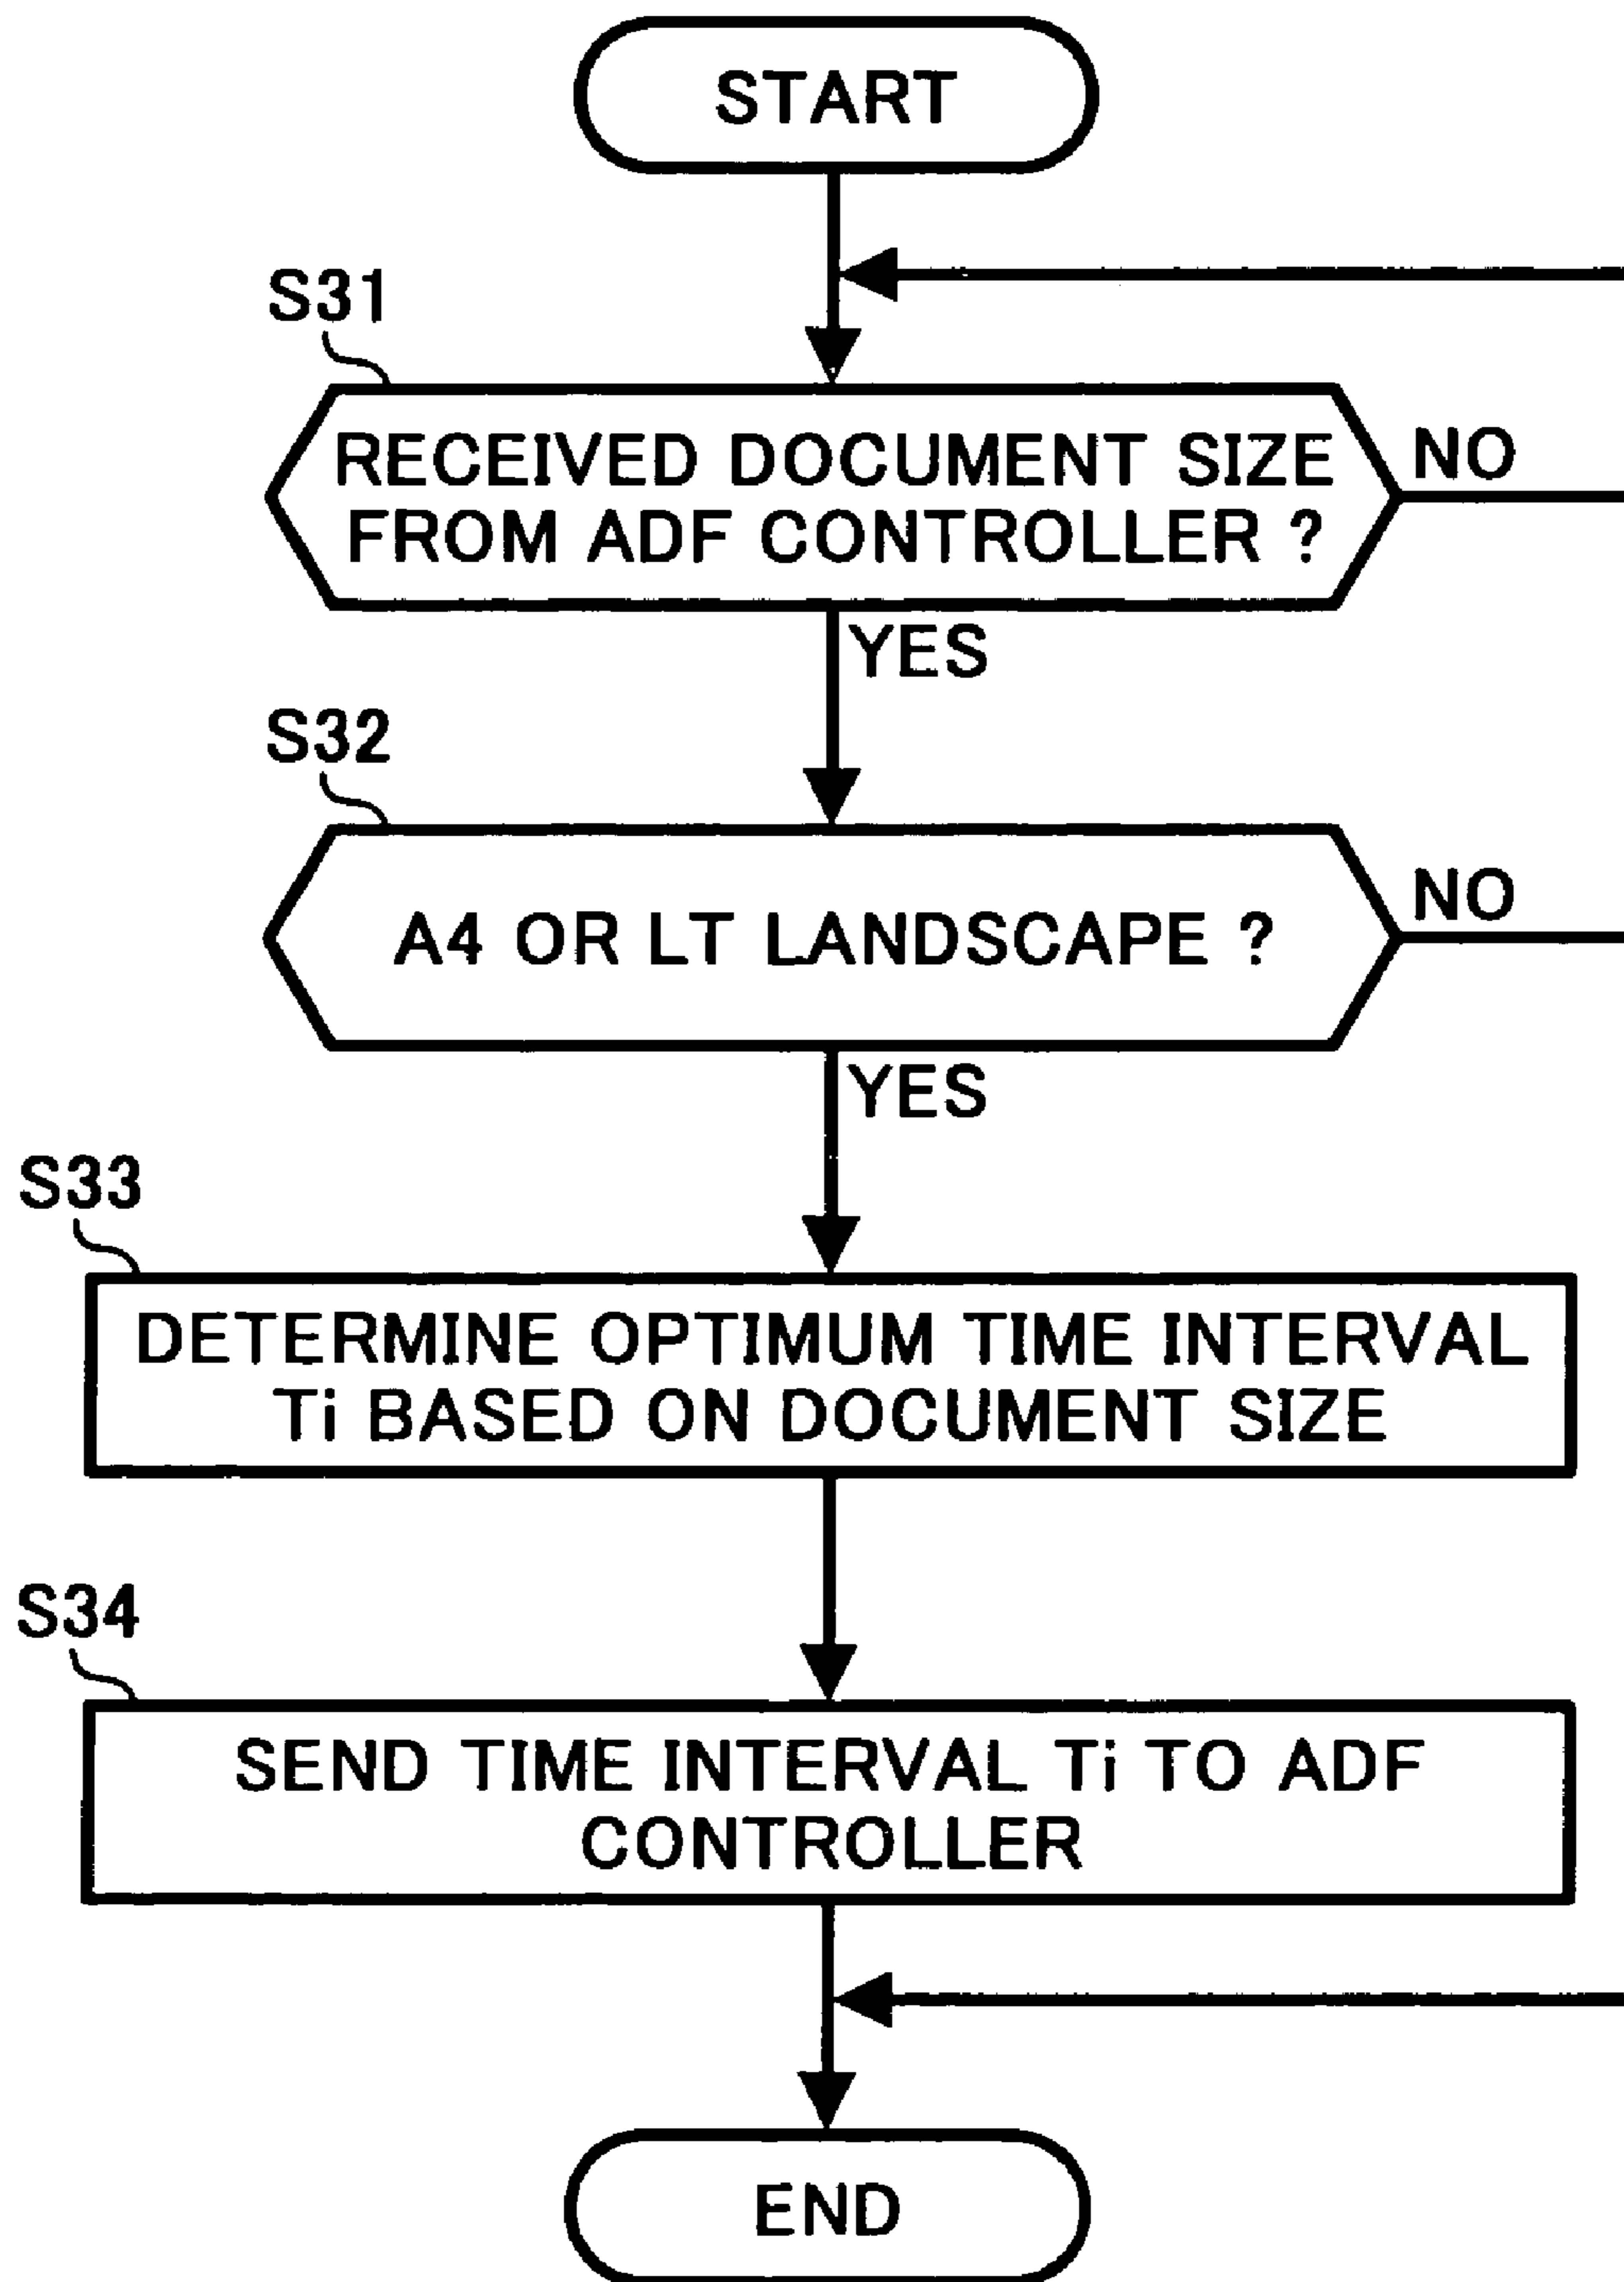 START
S31
RECEIVED DOCUMENT SIZE
FROM ADF CONTROLLER ?
NO
YES
S32
A4 OR LT LANDSCAPE ?
NO
YES
S33
DETERMINE OPTIMUM TIME INTERVAL
Ti BASED ON DOCUMENT SIZE
S34
SEND TIME INTERVAL Ti TO ADF
CONTROLLER
END